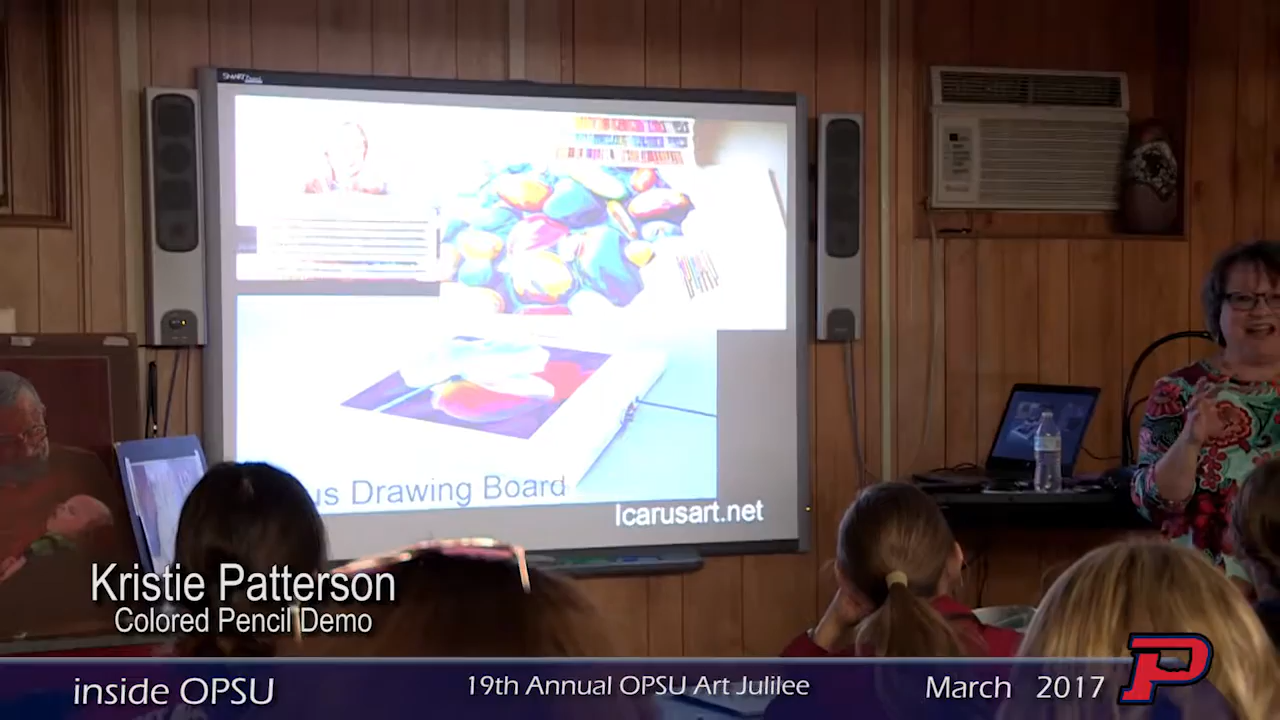 SMART Board
us Drawing Board
Icarusart.net
Kristie Patterson
Colored Pencil Demo
inside OPSU
19th Annual OPSU Art Julilee
March 2017
P